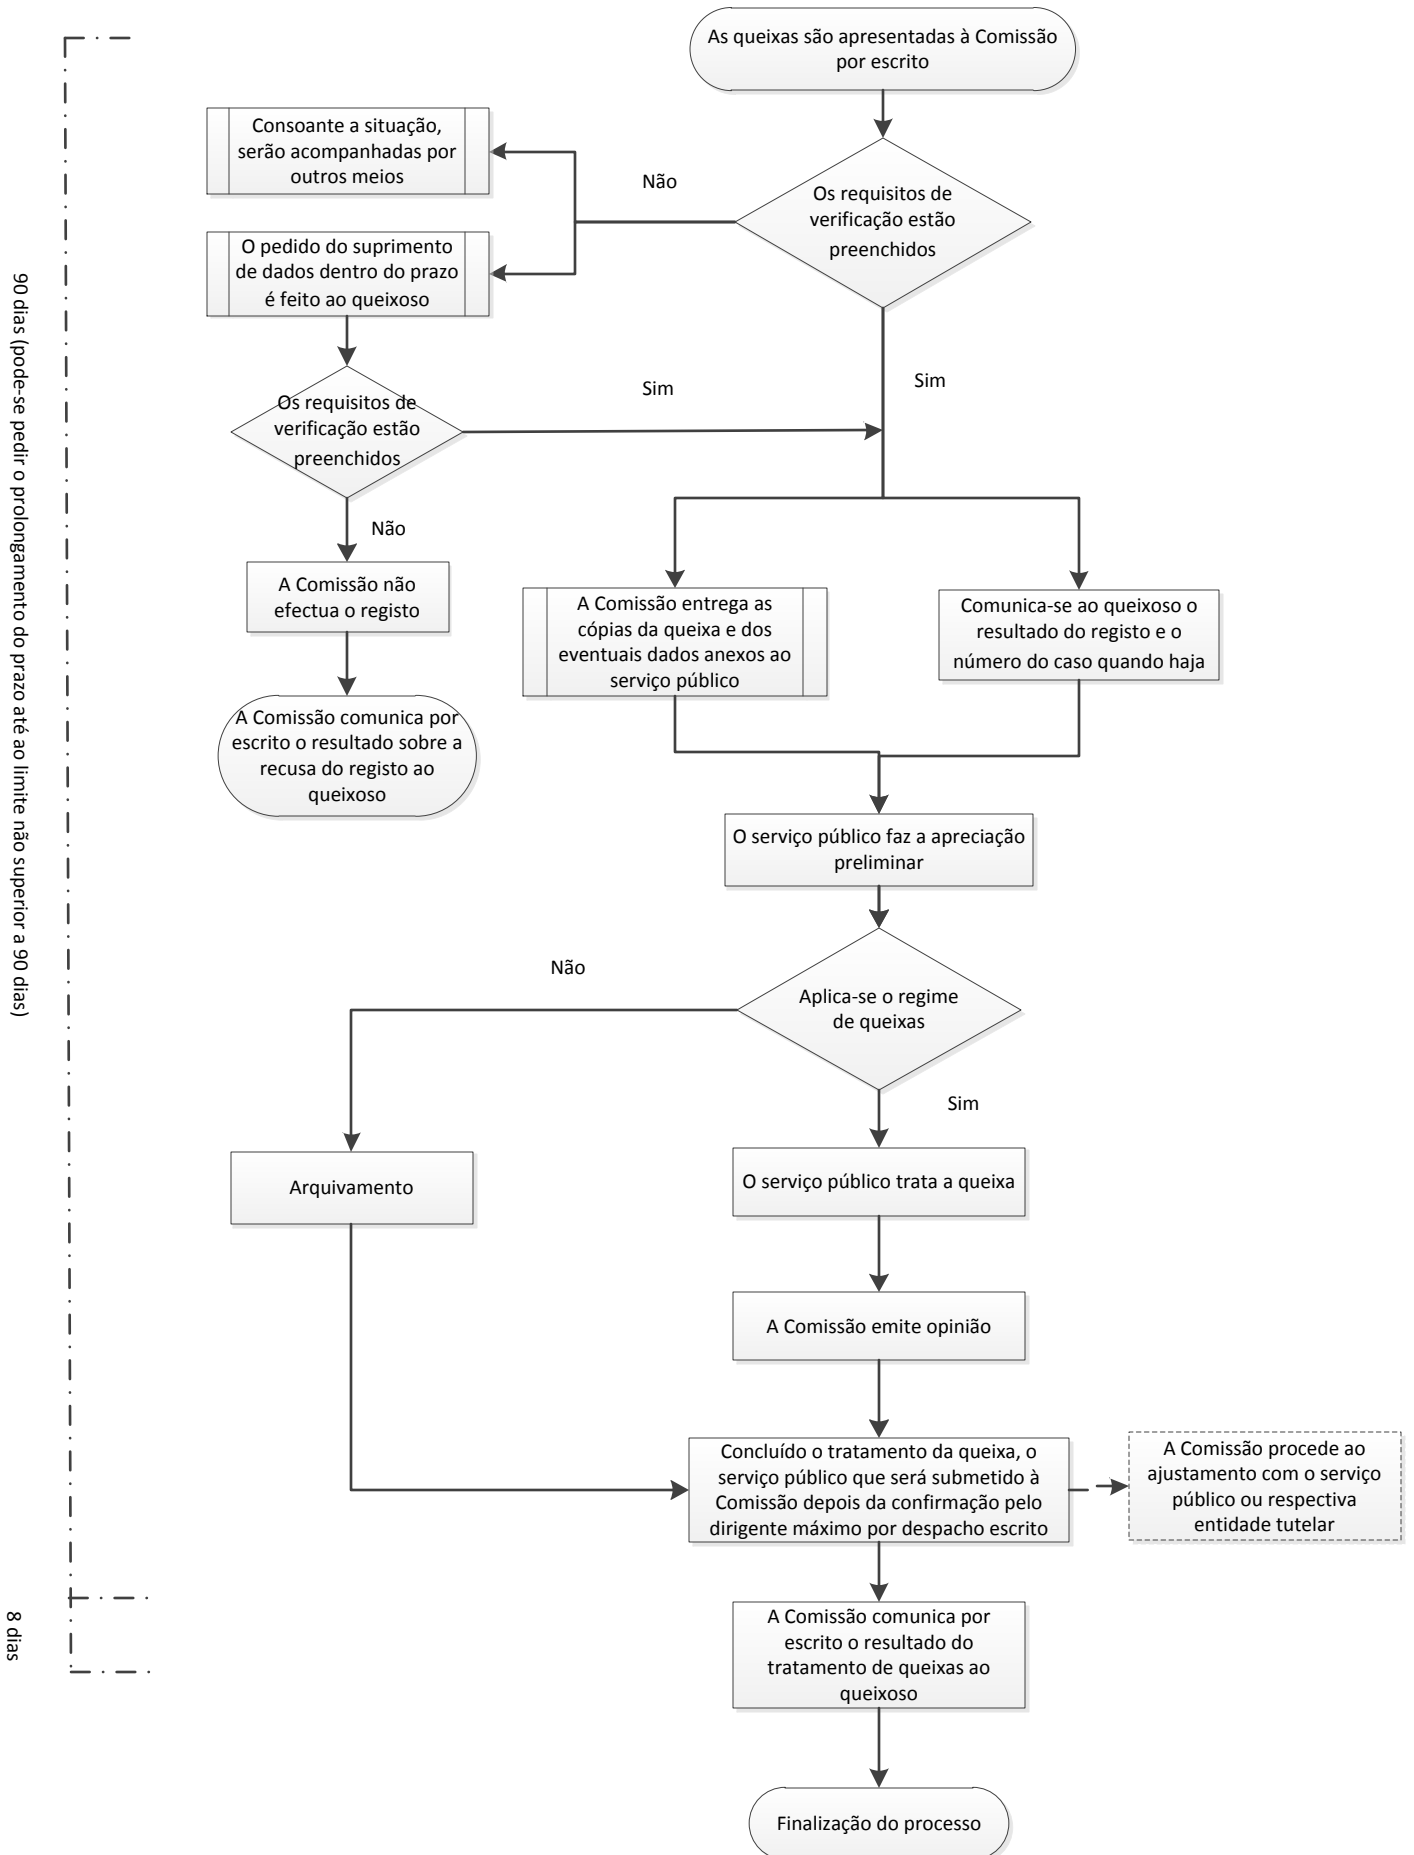 As queixas são apresentadas à Comissão
por escrito
Consoante a situação,
serão acompanhadas por
outros meios
Não
Os requisitos de
verificação estão
preenchidos
O pedido do suprimento
de dados dentro do prazo
é feito ao queixoso
Sim
Sim
Os requisitos de
verificação estão
preenchidos
Não
A Comissão não
efectua o registo
A Comissão entrega as
cópias da queixa e dos
eventuais dados anexos ao
serviço público
Comunica-se ao queixoso o
resultado do registo e o
número do caso quando haja
A Comissão comunica por
escrito o resultado sobre a
recusa do registo ao
queixoso
O serviço público faz a apreciação
preliminar
Não
Aplica-se o regime
de queixas
Sim
Arquivamento
O serviço público trata a queixa
A Comissão emite opinião
Concluído o tratamento da queixa, o
serviço público que será submetido à
Comissão depois da confirmação pelo
dirigente máximo por despacho escrito
A Comissão procede ao
ajustamento com o serviço
público ou respectiva
entidade tutelar
A Comissão comunica por
escrito o resultado do
tratamento de queixas ao
queixoso
Finalização do processo
90 dias (pode-se pedir o prolongamento do prazo até ao limite não superior a 90 dias)
8 dias